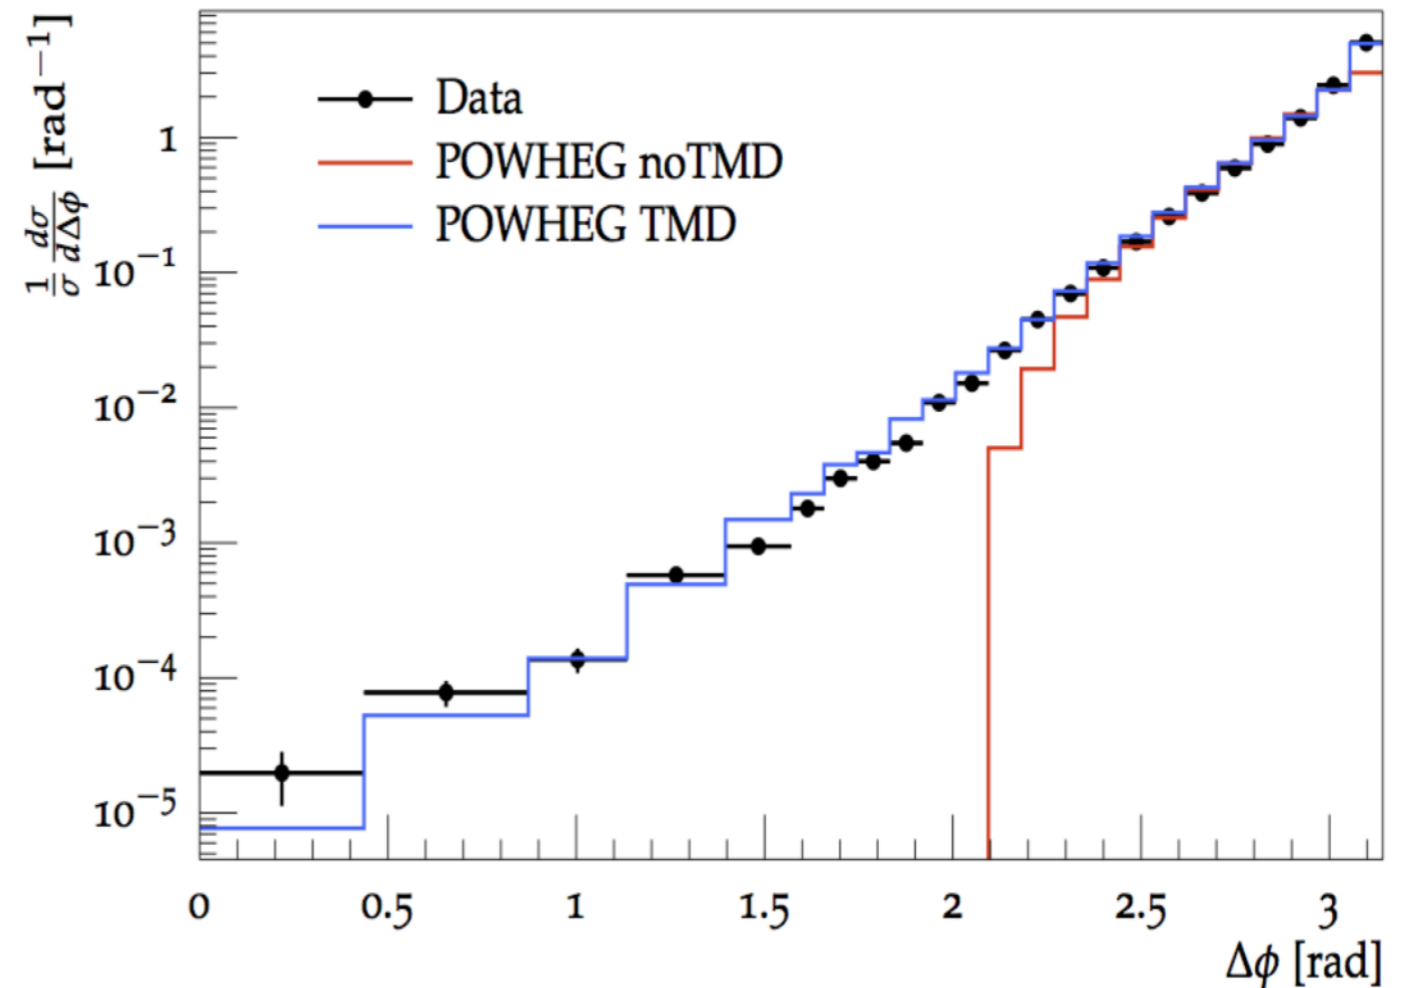 1/σ dσ/dΔϕ [rad⁻¹]
Data
POWHEG noTMD
POWHEG TMD
1
10⁻¹
10⁻²
10⁻³
10⁻⁴
10⁻⁵
0 0.5 1 1.5 2 2.5 3
Δϕ [rad]